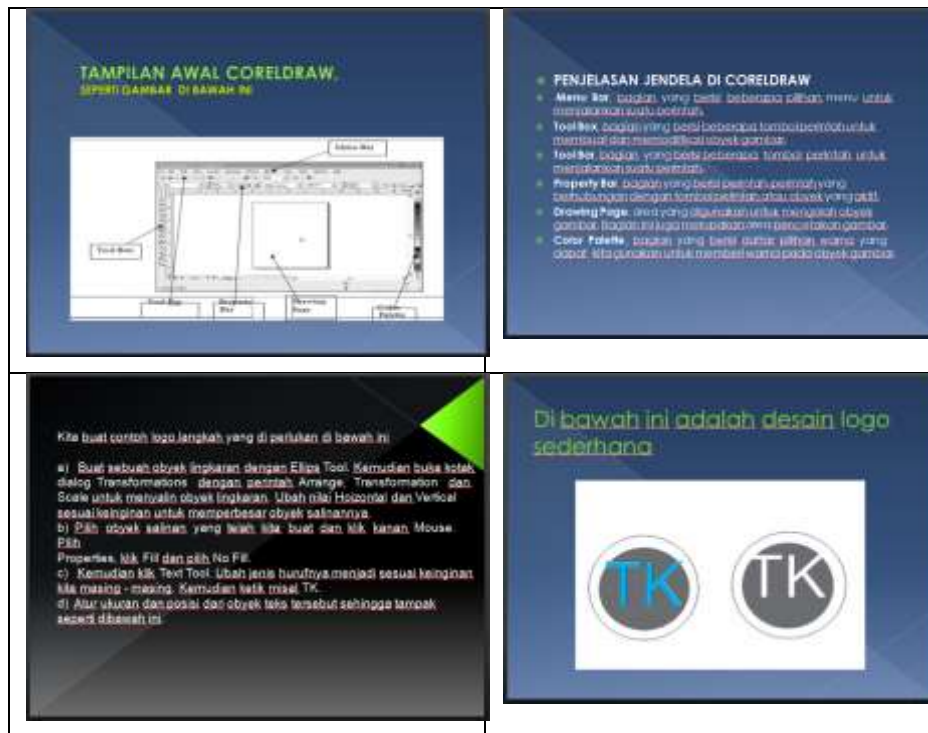 TAMPILAN AWAL CORELDRAW.
SEPERTI GAMBAR DI BAWAH INI
Menu Bar
Tool Box
Tool Bar
Property
Bar
Drawing
Page
Color
Palette
PENJELASAN JENDELA DI CORELDRAW
Menu Bar, bagian yang berisi beberapa pilihan menu untuk
menjalankan suatu perintah.
Tool Box, bagian yang berisi beberapa tombol perintah untuk
membuat dan memodifikasi obyek gambar.
Tool Bar, bagian yang berisi beberapa tombol perintah untuk
menjalankan suatu perintah.
Property Bar, bagian yang berisi perintah-perintah yang
berhubungan dengan tombol perintah atau obyek yang aktif.
Drawing Page, area yang digunakan untuk mengolah obyek
gambar. Bagian ini juga merupakan area pencetakan gambar.
Color Palette, bagian yang berisi daftar pilihan warna yang
dapat kita gunakan untuk memberi warna pada obyek gambar
Kita buat contoh logo langkah yang di perlukan di bawah ini
a) Buat sebuah obyek lingkaran dengan Ellips Tool. Kemudian buka kotak
dialog Transformations dengan perintah Arrange, Transformation dan
Scale untuk menyalin obyek lingkaran. Ubah nilai Hoizontal dan Vertical
sesuai keinginan untuk memperbesar obyek salinannya.
b) Pilih obyek salinan yang telah kita buat dan klik kanan Mouse.
Pilih
Properties, klik Fill dan pilih No Fill.
c) Kemudian klik Text Tool. Ubah jenis hurufnya menjadi sesuai keinginan
kita masing - masing. Kemudian ketik misal TK.
d) Atur ukuran dan posisi dari obyek teks tersebut sehingga tampak
seperti dibawah ini.
Di bawah ini adalah desain logo
sederhana
TK TK